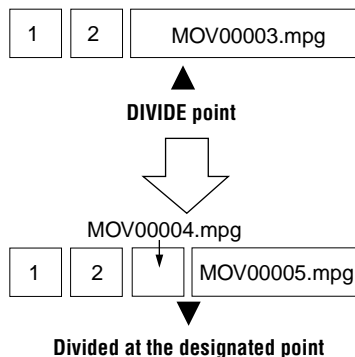 1 2 MOV00003.mpg
DIVIDE point
MOV00004.mpg
1 2 MOV00005.mpg
Divided at the designated point